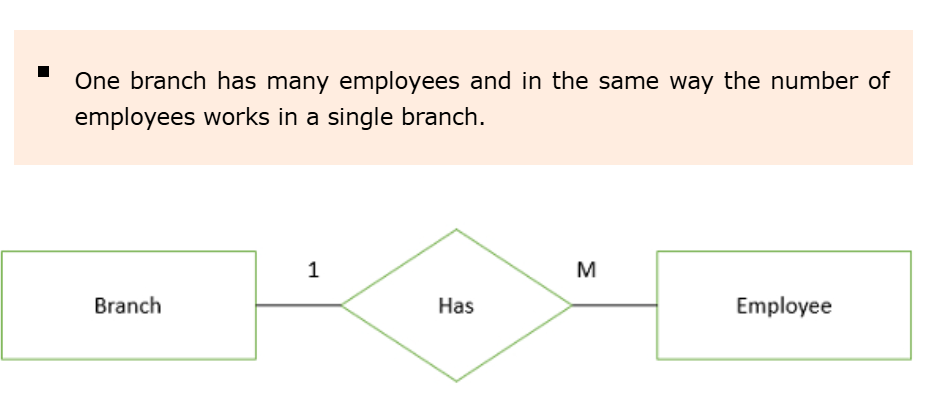 ▪ One branch has many employees and in the same way the number of
employees works in a single branch.
1
M
Branch
Has
Employee